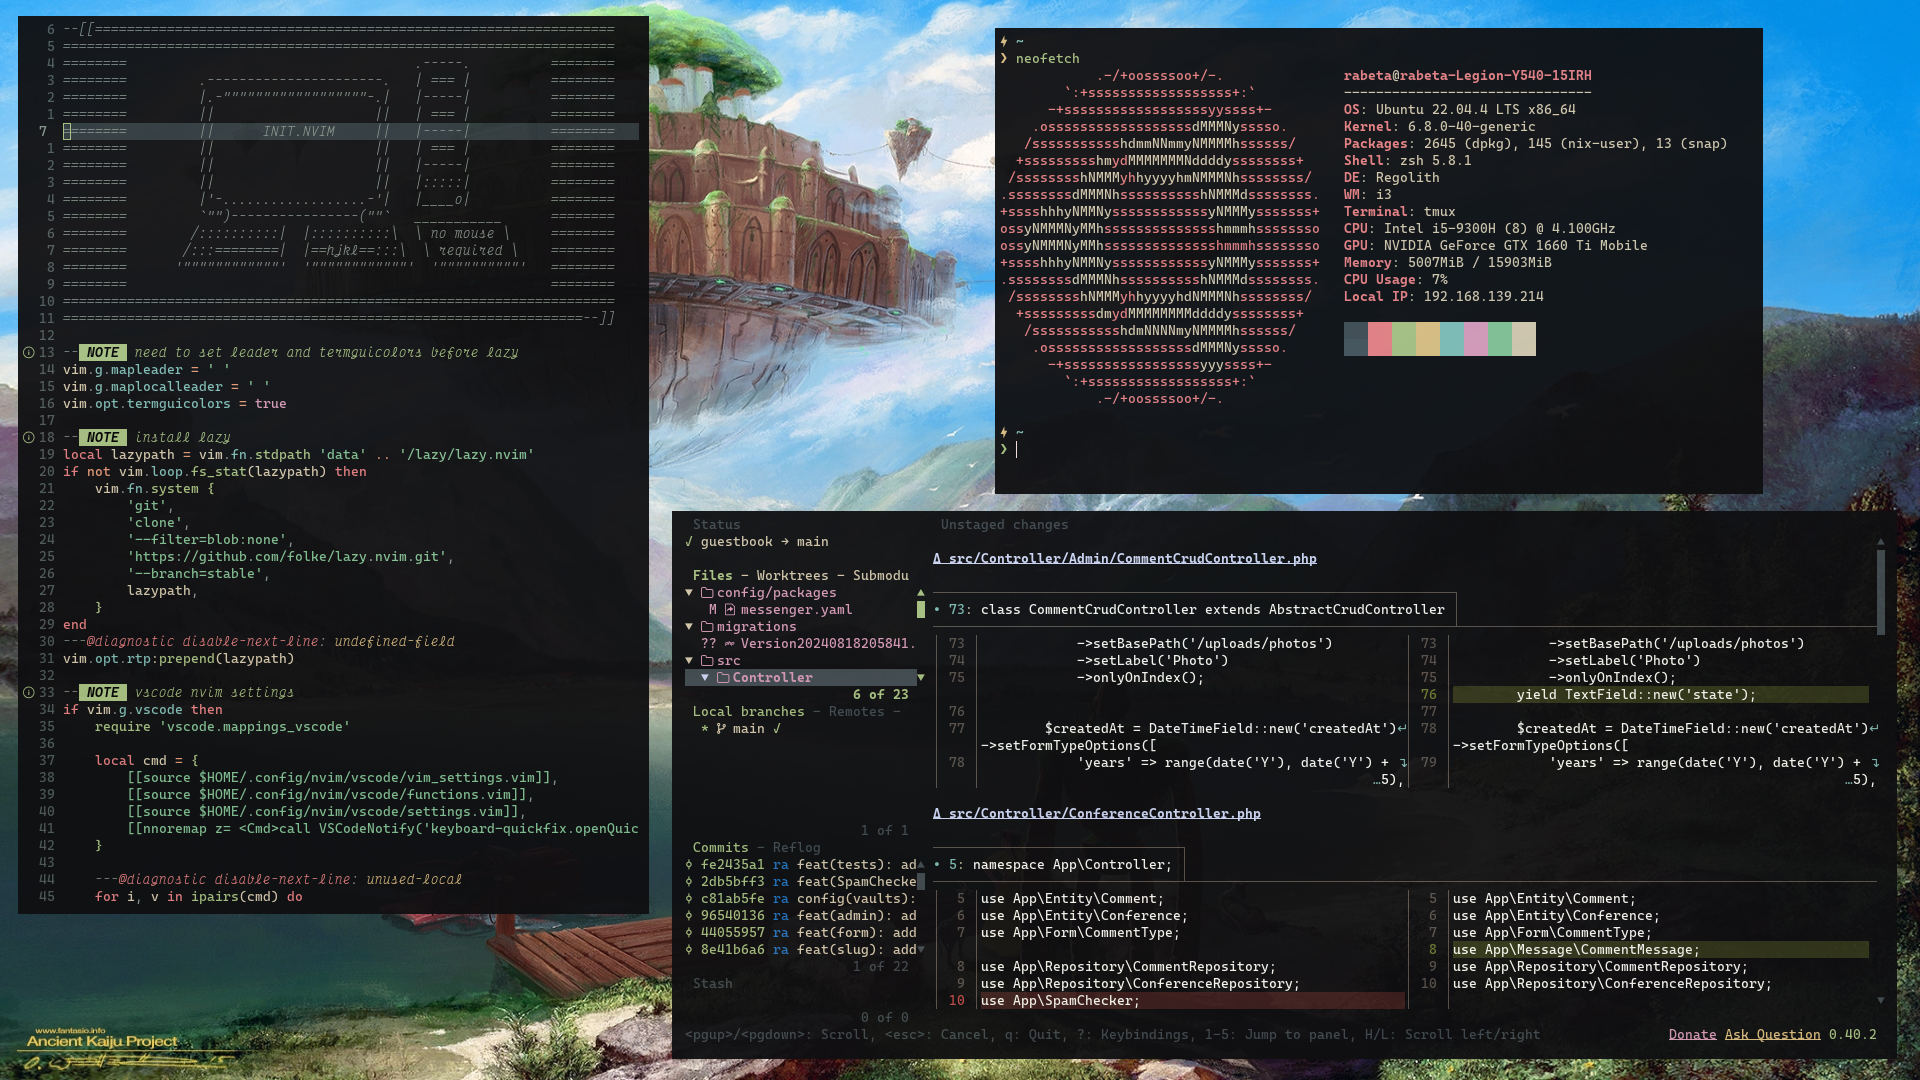 6 --[[=================================================================
5 =====================================================================
4 ======== .-----. ========
3 ======== .----------------------. | === | ========
2 ======== |.-""""""""""""""""""-.| |-----| ========
1 ======== || || | === | ========
7 ======== || INIT.NVIM || |-----| ========
1 ======== || || | === | ========
2 ======== || || |-----| ========
3 ======== || || |:::::| ========
4 ======== |'-..................-'| |____o| ========
5 ======== `"")----------------(""` ___________ ========
6 ======== /::::::::::| |::::::::::\ \ no mouse \ ========
7 ======== /:::========| |==hjkl==:::\ \ required \ ========
8 ======== '""""""""""""' '""""""""""""' '""""""""""' ========
9 ======== ========
10 =====================================================================
11 =================================================================--]]
12
13 -- NOTE need to set leader and termguicolors before lazy
14 vim.g.mapleader = ' '
15 vim.g.maplocalleader = ' '
16 vim.opt.termguicolors = true
17
18 -- NOTE install lazy
19 local lazypath = vim.fn.stdpath 'data' .. '/lazy/lazy.nvim'
20 if not vim.loop.fs_stat(lazypath) then
21 vim.fn.system {
22 'git',
23 'clone',
24 '--filter=blob:none',
25 'https://github.com/folke/lazy.nvim.git',
26 '--branch=stable',
27 lazypath,
28 }
29 end
30 ---@diagnostic disable-next-line: undefined-field
31 vim.opt.rtp:prepend(lazypath)
32
33 -- NOTE vscode nvim settings
34 if vim.g.vscode then
35 require 'vscode.mappings_vscode'
36
37 local cmd = {
38 [[source $HOME/.config/nvim/vscode/vim_settings.vim]],
39 [[source $HOME/.config/nvim/vscode/functions.vim]],
40 [[source $HOME/.config/nvim/vscode/settings.vim]],
41 [[nnoremap z= <Cmd>call VSCodeNotify('keyboard-quickfix.openQuic
42 }
43
44 ---@diagnostic disable-next-line: unused-local
45 for i, v in ipairs(cmd) do
~
❯ neofetch
.-/+oossssoo+/-.
`:+ssssssssssssssssss+:`
-+ssssssssssssssssssyyssss+-
.ossssssssssssssssssdMMMNysssso.
/ssssssssssshdmmNNmmyNMMMMhssssss/
+ssssssssshmydMMMMMMMNddddyssssssss+
/sssssssshNMMMyhhyyyyhmNMMMNhssssssss/
.ssssssssdMMMNhsssssssssshNMMMdssssssss.
+sssshhhyNMMNyssssssssssssyNMMMysssssss+
ossyNMMMNyMMhsssssssssssssshmmmhssssssso
ossyNMMMNyMMhsssssssssssssshmmmhssssssso
+sssshhhyNMMNyssssssssssssyNMMMysssssss+
.ssssssssdMMMNhsssssssssshNMMMdssssssss.
/sssssssshNMMMyhhyyyyhdNMMMNhssssssss/
+sssssssssdmydMMMMMMMMddddyssssssss+
/ssssssssssshdmNNNNmyNMMMMhssssss/
.ossssssssssssssssssdMMMNysssso.
-+sssssssssssssssssyyyssss+-
`:+ssssssssssssssssss+:`
.-/+oossssoo+/-.
rabeta@rabeta-Legion-Y540-15IRH
-------------------------------
OS: Ubuntu 22.04.4 LTS x86_64
Kernel: 6.8.0-40-generic
Packages: 2645 (dpkg), 145 (nix-user), 13 (snap)
Shell: zsh 5.8.1
DE: Regolith
WM: i3
Terminal: tmux
CPU: Intel i5-9300H (8) @ 4.100GHz
GPU: NVIDIA GeForce GTX 1660 Ti Mobile
Memory: 5007MiB / 15903MiB
CPU Usage: 7%
Local IP: 192.168.139.214
~
❯
Status
✓ guestbook → main
Files - Worktrees - Submodu
▼ config/packages
M messenger.yaml
▼ migrations
?? Version20240818205841.
▼ src
▼ Controller
6 of 23
Local branches - Remotes -
* main ✓
1 of 1
Commits - Reflog
fe2435a1 ra feat(tests): ad
2db5bff3 ra feat(SpamChecke
c81ab5fe ra config(vaults):
96540136 ra feat(admin): ad
44055957 ra feat(form): add
8e41b6a6 ra feat(slug): add
1 of 22
Stash
0 of 0
Unstaged changes
Δ src/Controller/Admin/CommentCrudController.php
• 73: class CommentCrudController extends AbstractCrudController
73 ->setBasePath('/uploads/photos') 73 ->setBasePath('/uploads/photos')
74 ->setLabel('Photo') 74 ->setLabel('Photo')
75 ->onlyOnIndex(); 75 ->onlyOnIndex();
76 yield TextField::new('state');
76 77
77 $createdAt = DateTimeField::new('createdAt')↵ 78 $createdAt = DateTimeField::new('createdAt')↵
->setFormTypeOptions([ ->setFormTypeOptions([
78 'years' => range(date('Y'), date('Y') + ↴ 79 'years' => range(date('Y'), date('Y') + ↴
…5), …5),
Δ src/Controller/ConferenceController.php
• 5: namespace App\Controller;
5 use App\Entity\Comment; 5 use App\Entity\Comment;
6 use App\Entity\Conference; 6 use App\Entity\Conference;
7 use App\Form\CommentType; 7 use App\Form\CommentType;
8 use App\Message\CommentMessage;
8 use App\Repository\CommentRepository; 9 use App\Repository\CommentRepository;
9 use App\Repository\ConferenceRepository; 10 use App\Repository\ConferenceRepository;
10 use App\SpamChecker;
<pgup>/<pgdown>: Scroll, <esc>: Cancel, q: Quit, ?: Keybindings, 1-5: Jump to panel, H/L: Scroll left/right Donate Ask Question 0.40.2
www.fantasio.info
Ancient Kaiju Project